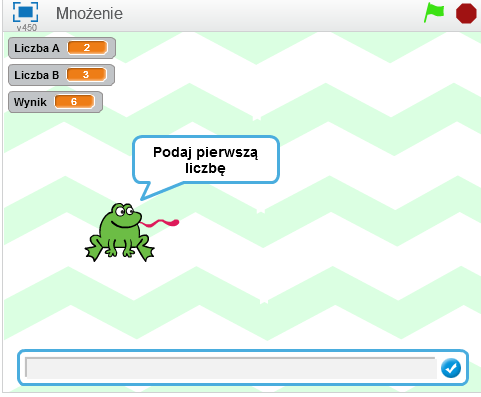 Mnożenie
v450
Liczba A 2
Liczba B 3
Wynik 6
Podaj pierwszą
liczbę